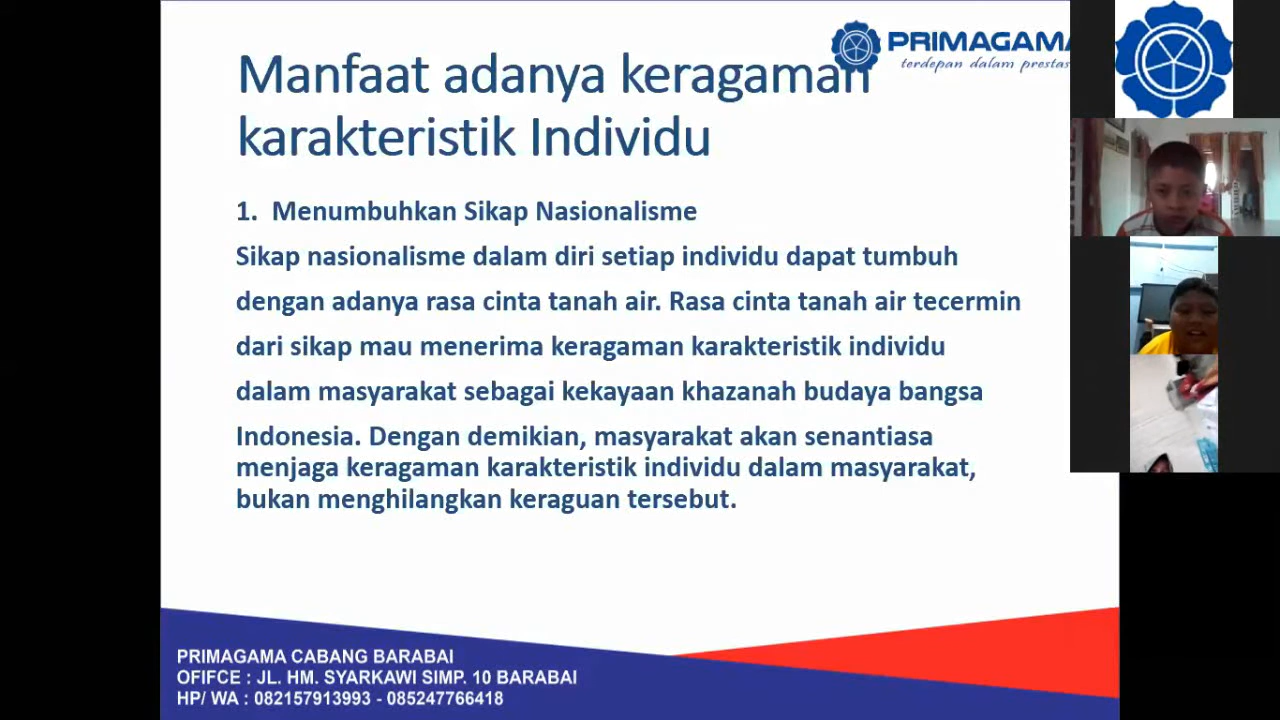 PRIMAGAMA
terdepan dalam prestas
Manfaat adanya keragaman
karakteristik Individu
1. Menumbuhkan Sikap Nasionalisme
Sikap nasionalisme dalam diri setiap individu dapat tumbuh
dengan adanya rasa cinta tanah air. Rasa cinta tanah air tecermin
dari sikap mau menerima keragaman karakteristik individu
dalam masyarakat sebagai kekayaan khazanah budaya bangsa
Indonesia. Dengan demikian, masyarakat akan senantiasa
menjaga keragaman karakteristik individu dalam masyarakat,
bukan menghilangkan keraguan tersebut.
PRIMAGAMA CABANG BARABAI
OFIFCE : JL. HM. SYARKAWI SIMP. 10 BARABAI
HP/ WA : 082157913993 - 085247766418